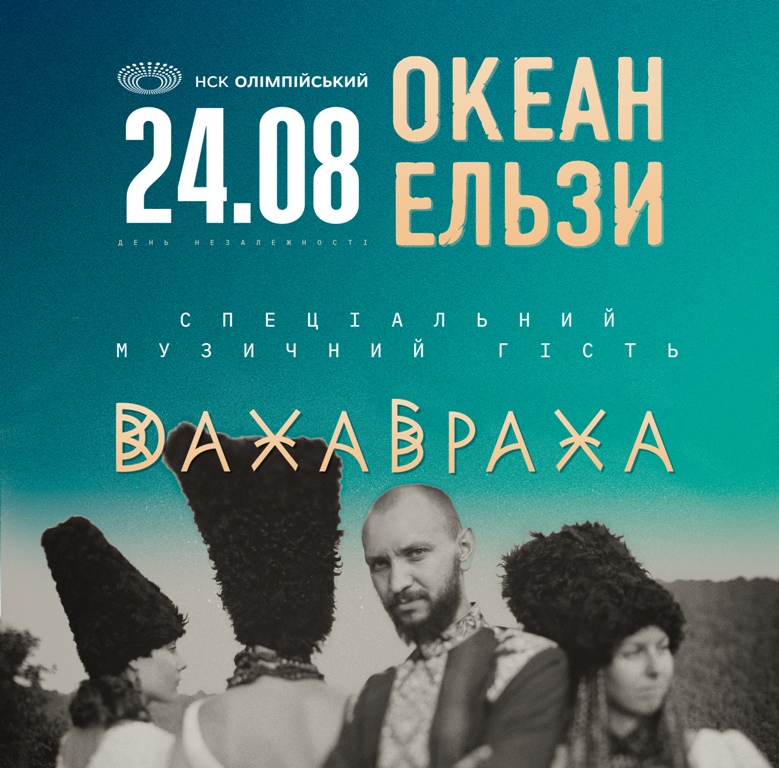 НСК ОЛІМПІЙСЬКИЙ
24.08
ДЕНЬ НЕЗАЛЕЖНОСТІ
ОКЕАН
ЕЛЬЗИ
СПЕЦІАЛЬНИЙ
МУЗИЧНИЙ ГІСТЬ
ДАХАБРАХА